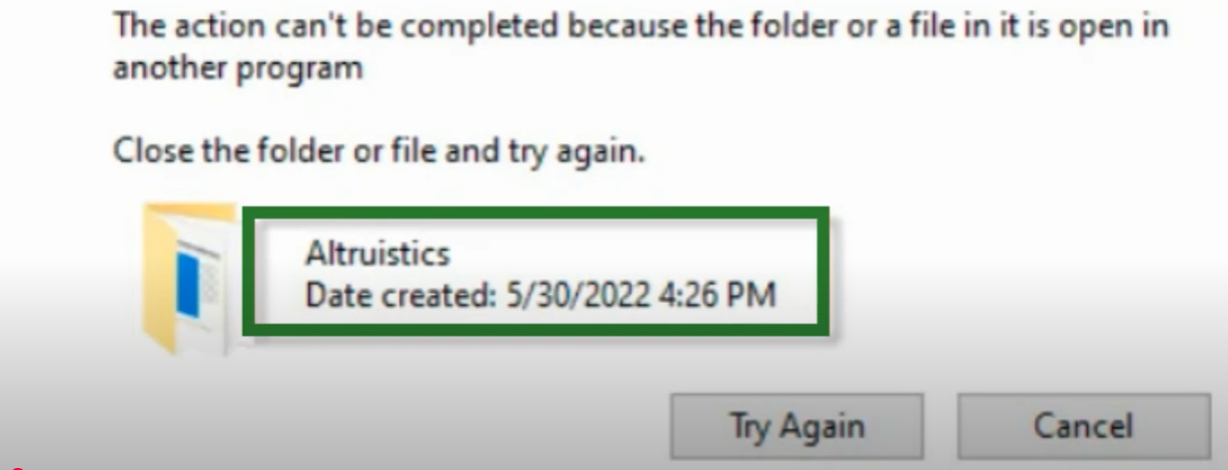 The action can't be completed because the folder or a file in it is open in
another program
Close the folder or file and try again.
Altruistics
Date created: 5/30/2022 4:26 PM
Try Again
Cancel